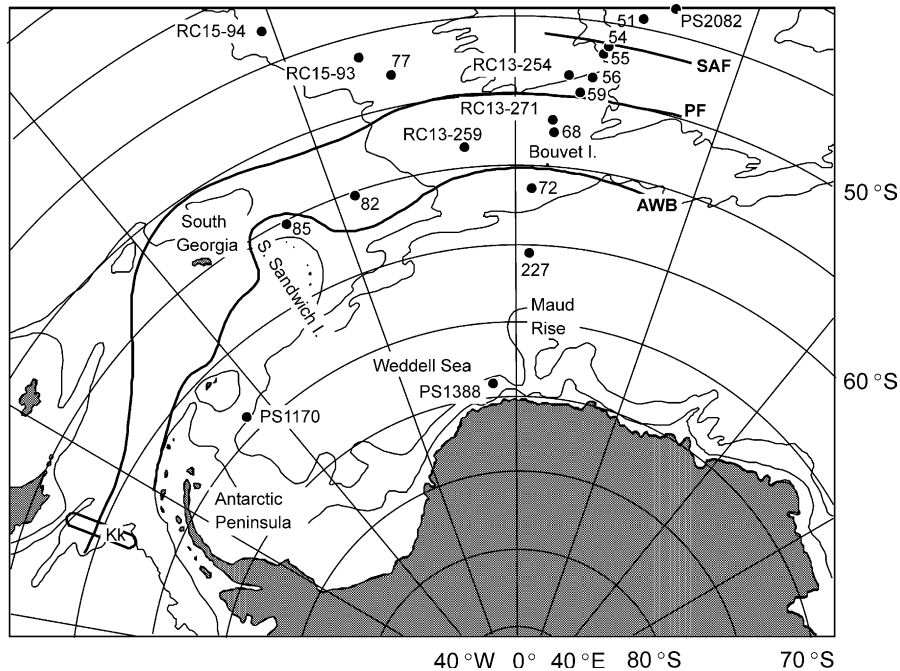 51
PS2082
RC15-94
54
77
55
SAF
RC15-93
RC13-254
56
59
RC13-271
PF
RC13-259
68
Bouvet I.
72
50 °S
82
AWB
South
Georgia
85
S. Sandwich I.
227
Maud
Rise
Weddell Sea
60 °S
PS1388
PS1170
Antarctic
Peninsula
Kk
40 °W 0° 40 °E 80 °S 70 °S